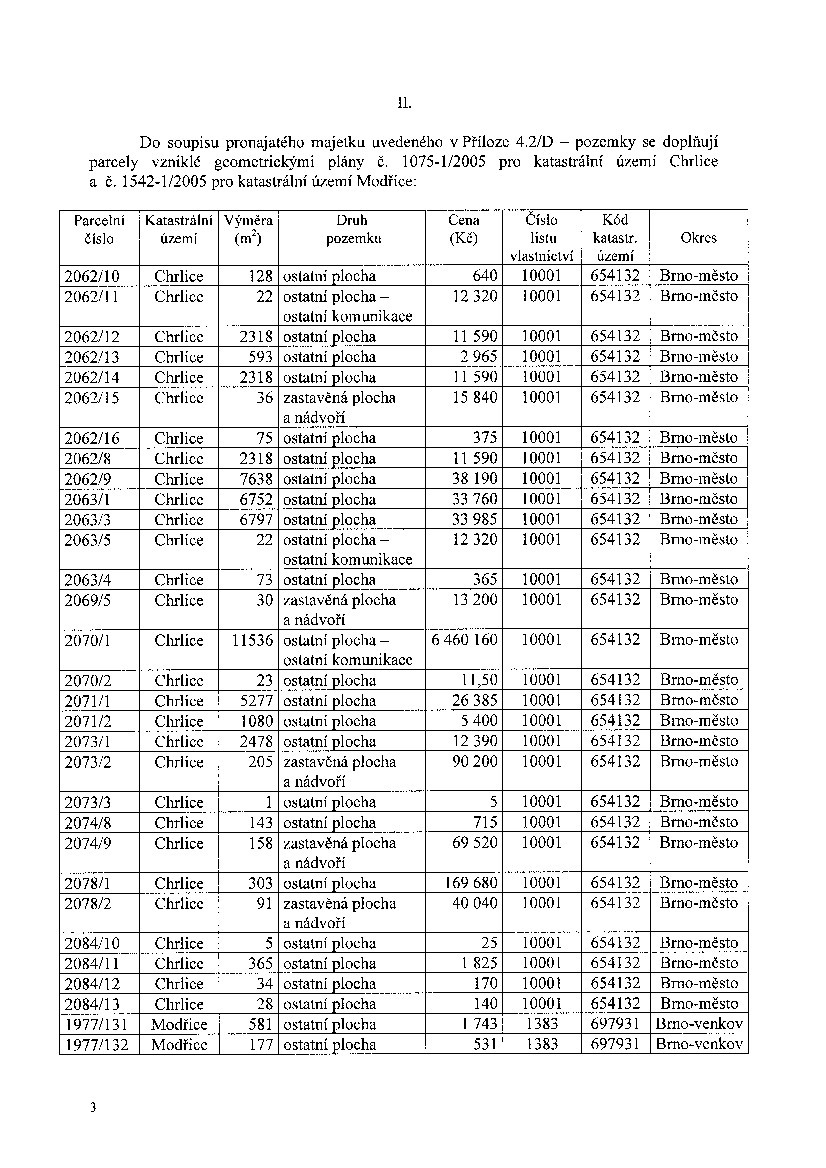 II.
Do soupisu pronajatého majetku uvedeného v Příloze 4.2/D – pozemky se doplňují
parcely vzniklé geometrickými plány č. 1075-1/2005 pro katastrální území Chrlice
a č. 1542-1/2005 pro katastrální území Modřice:
Parcelní Katastrální Výměra Druh Cena Číslo Kód
číslo území (m²) pozemku (Kč) listu katastr. Okres
vlastnictví území
2062/10 Chrlice 128 ostatní plocha 640 10001 654132 Brno-město
2062/11 Chrlice 22 ostatní plocha – 12 320 10001 654132 Brno-město
ostatní komunikace
2062/12 Chrlice 2318 ostatní plocha 11 590 10001 654132 Brno-město
2062/13 Chrlice 593 ostatní plocha 2 965 10001 654132 Brno-město
2062/14 Chrlice 2318 ostatní plocha 11 590 10001 654132 Brno-město
2062/15 Chrlice 36 zastavěná plocha 15 840 10001 654132 Brno-město
a nádvoří
2062/16 Chrlice 75 ostatní plocha 375 10001 654132 Brno-město
2062/8 Chrlice 2318 ostatní plocha 11 590 10001 654132 Brno-město
2062/9 Chrlice 7638 ostatní plocha 38 190 10001 654132 Brno-město
2063/1 Chrlice 6752 ostatní plocha 33 760 10001 654132 Brno-město
2063/3 Chrlice 6797 ostatní plocha 33 985 10001 654132 Brno-město
2063/5 Chrlice 22 ostatní plocha – 12 320 10001 654132 Brno-město
ostatní komunikace
2063/4 Chrlice 73 ostatní plocha 365 10001 654132 Brno-město
2069/5 Chrlice 30 zastavěná plocha 13 200 10001 654132 Brno-město
a nádvoří
2070/1 Chrlice 11536 ostatní plocha – 6 460 160 10001 654132 Brno-město
ostatní komunikace
2070/2 Chrlice 23 ostatní plocha 11,50 10001 654132 Brno-město
2071/1 Chrlice 5277 ostatní plocha 26 385 10001 654132 Brno-město
2071/2 Chrlice 1080 ostatní plocha 5 400 10001 654132 Brno-město
2073/1 Chrlice 2478 ostatní plocha 12 390 10001 654132 Brno-město
2073/2 Chrlice 205 zastavěná plocha 90 200 10001 654132 Brno-město
a nádvoří
2073/3 Chrlice 1 ostatní plocha 5 10001 654132 Brno-město
2074/8 Chrlice 143 ostatní plocha 715 10001 654132 Brno-město
2074/9 Chrlice 158 zastavěná plocha 69 520 10001 654132 Brno-město
a nádvoří
2078/1 Chrlice 303 ostatní plocha 169 680 10001 654132 Brno-město
2078/2 Chrlice 91 zastavěná plocha 40 040 10001 654132 Brno-město
a nádvoří
2084/10 Chrlice 5 ostatní plocha 25 10001 654132 Brno-město
2084/11 Chrlice 365 ostatní plocha 1 825 10001 654132 Brno-město
2084/12 Chrlice 34 ostatní plocha 170 10001 654132 Brno-město
2084/13 Chrlice 28 ostatní plocha 140 10001 654132 Brno-město
1977/131 Modřice 581 ostatní plocha 1 743 1383 697931 Brno-venkov
1977/132 Modřice 177 ostatní plocha 531 1383 697931 Brno-venkov
3